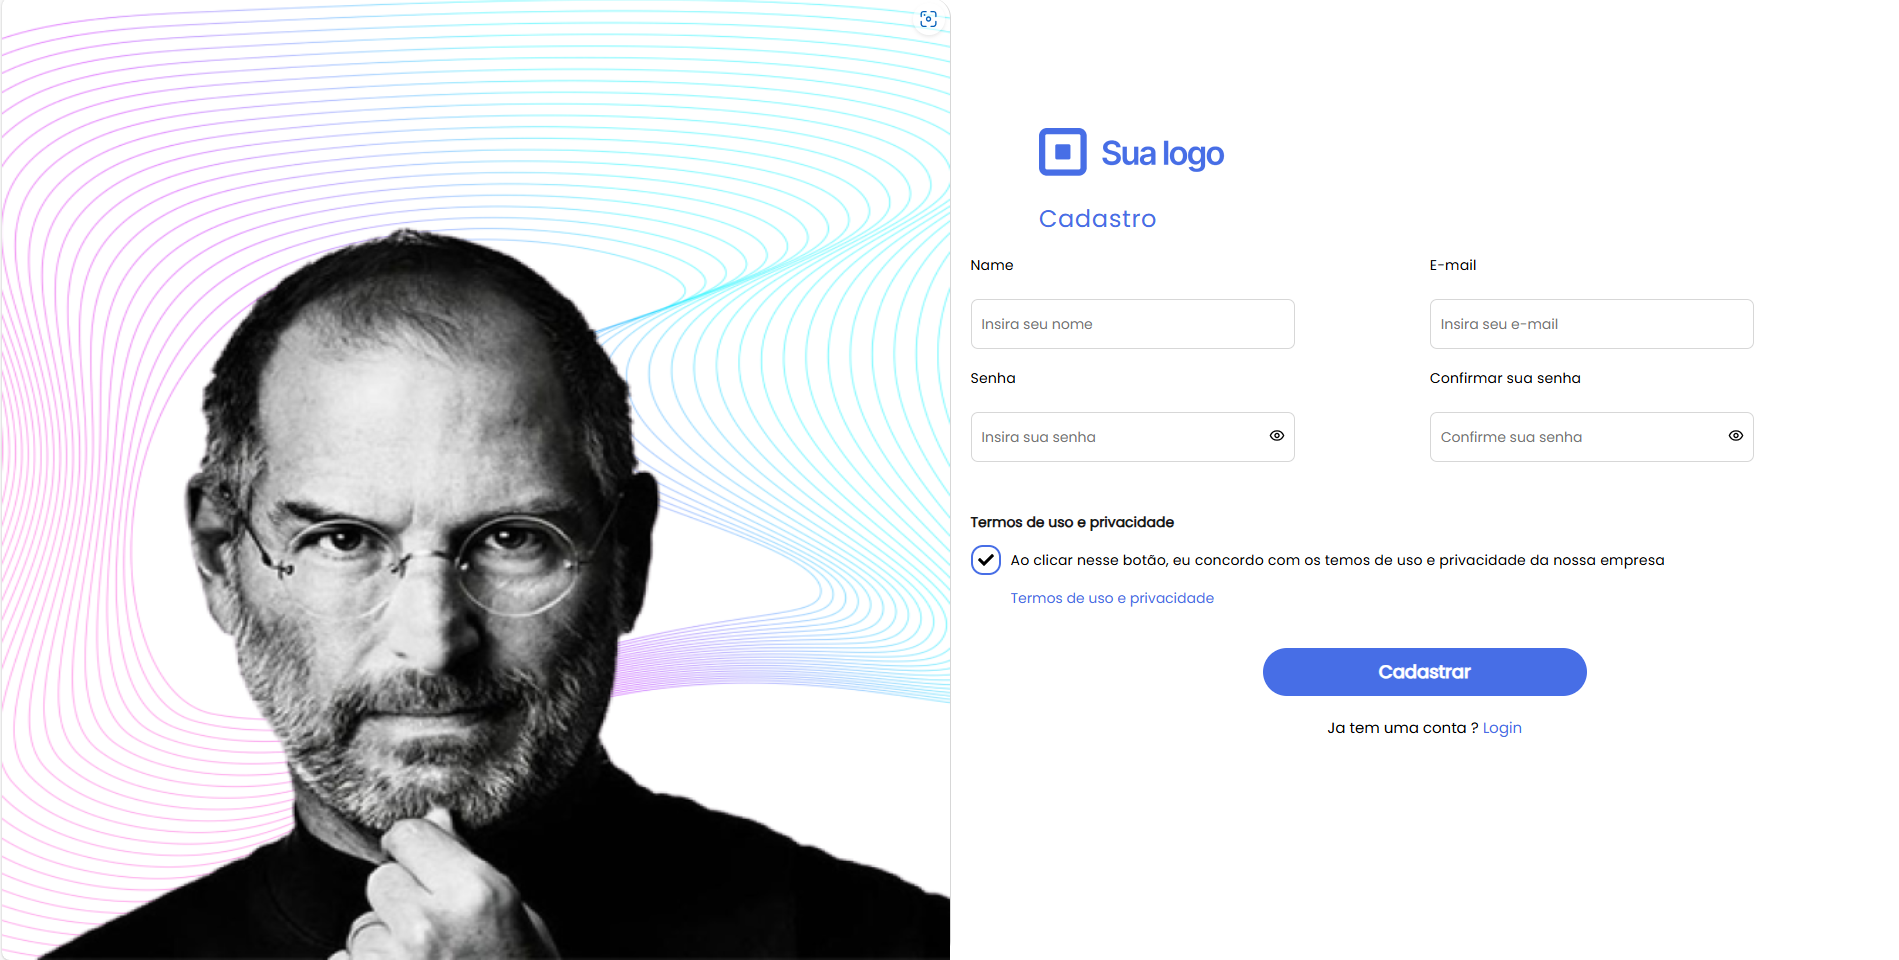 Sua logo
Cadastro
Name
E-mail
Insira seu nome
Insira seu e-mail
Senha
Confirmar sua senha
Insira sua senha
Confirme sua senha
Termos de uso e privacidade
Ao clicar nesse botão, eu concordo com os temos de uso e privacidade da nossa empresa
Termos de uso e privacidade
Cadastrar
Ja tem uma conta ? Login